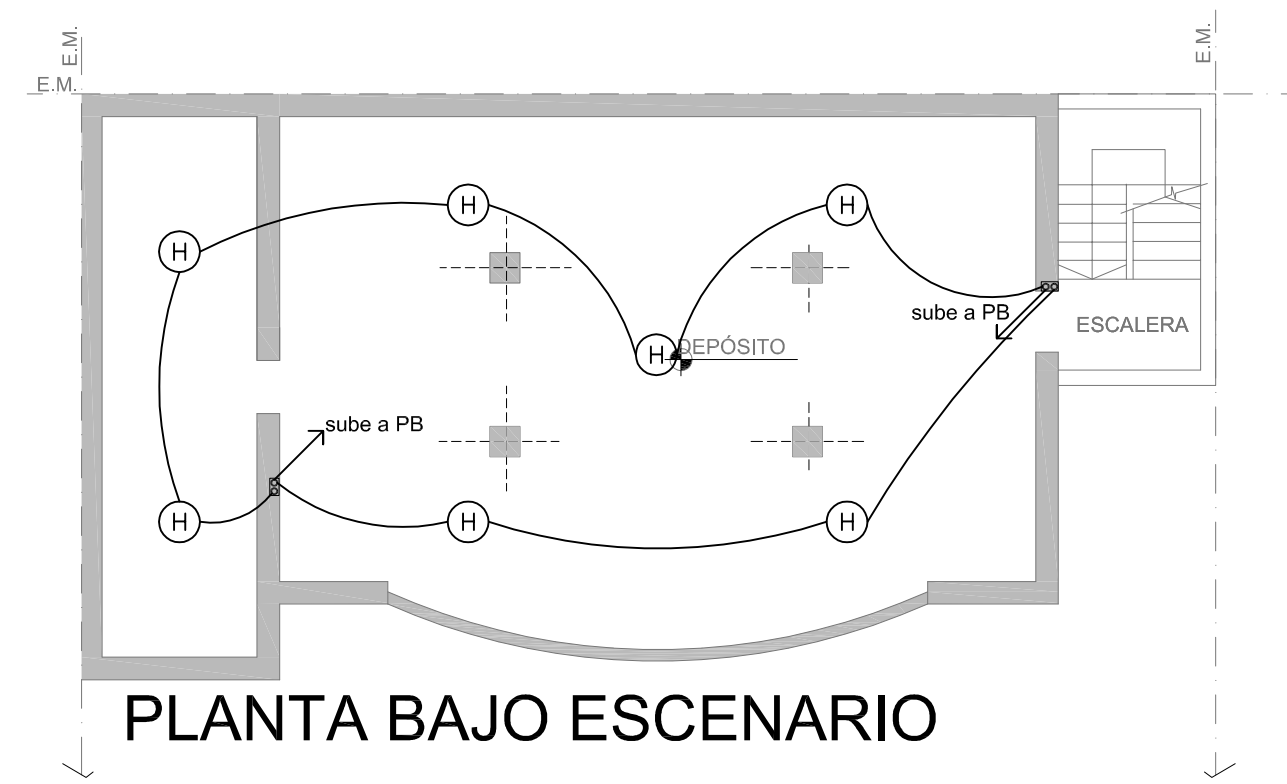 E.M.
E.M.
E.M.
H
H
H
sube a PB
ESCALERA
H
DEPÓSITO
sube a PB
H
H
H
PLANTA BAJO ESCENARIO